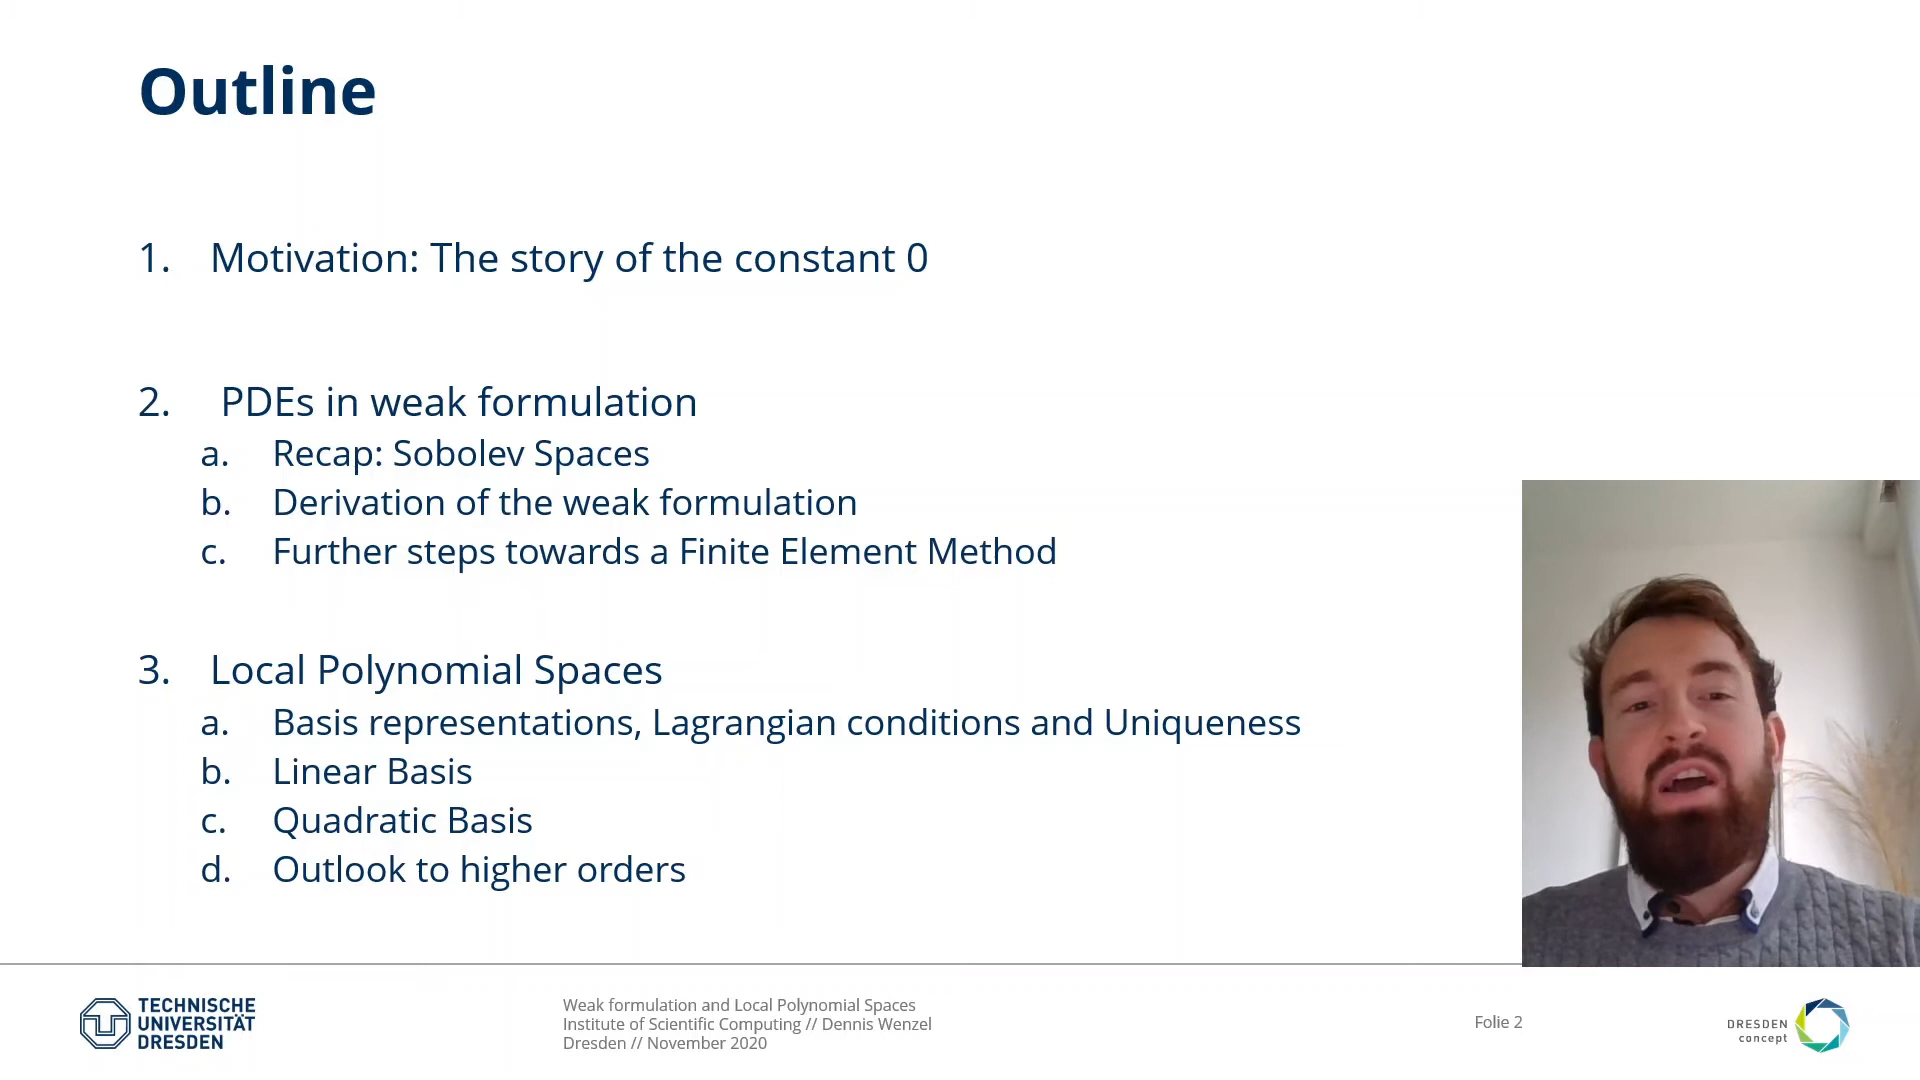 Outline
1. Motivation: The story of the constant 0
2. PDEs in weak formulation
a. Recap: Sobolev Spaces
b. Derivation of the weak formulation
c. Further steps towards a Finite Element Method
3. Local Polynomial Spaces
a. Basis representations, Lagrangian conditions and Uniqueness
b. Linear Basis
c. Quadratic Basis
d. Outlook to higher orders
TECHNISCHE
UNIVERSITÄT
DRESDEN
Weak formulation and Local Polynomial Spaces
Institute of Scientific Computing // Dennis Wenzel
Dresden // November 2020
Folie 2
DRESDEN
concept